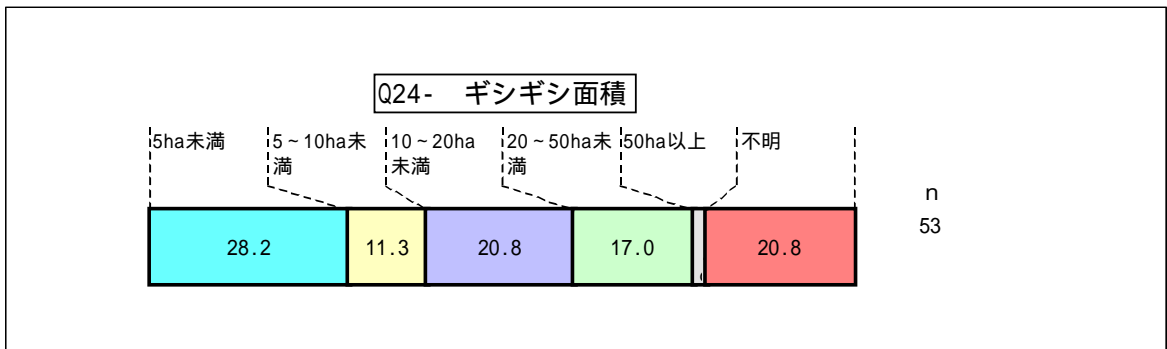 Q24-　ギシギシ面積
5ha未満
5～10ha未
満
10～20ha
未満
20～50ha未
満
50ha以上
不明
28.2
11.3
20.8
17.0
20.8
n
53